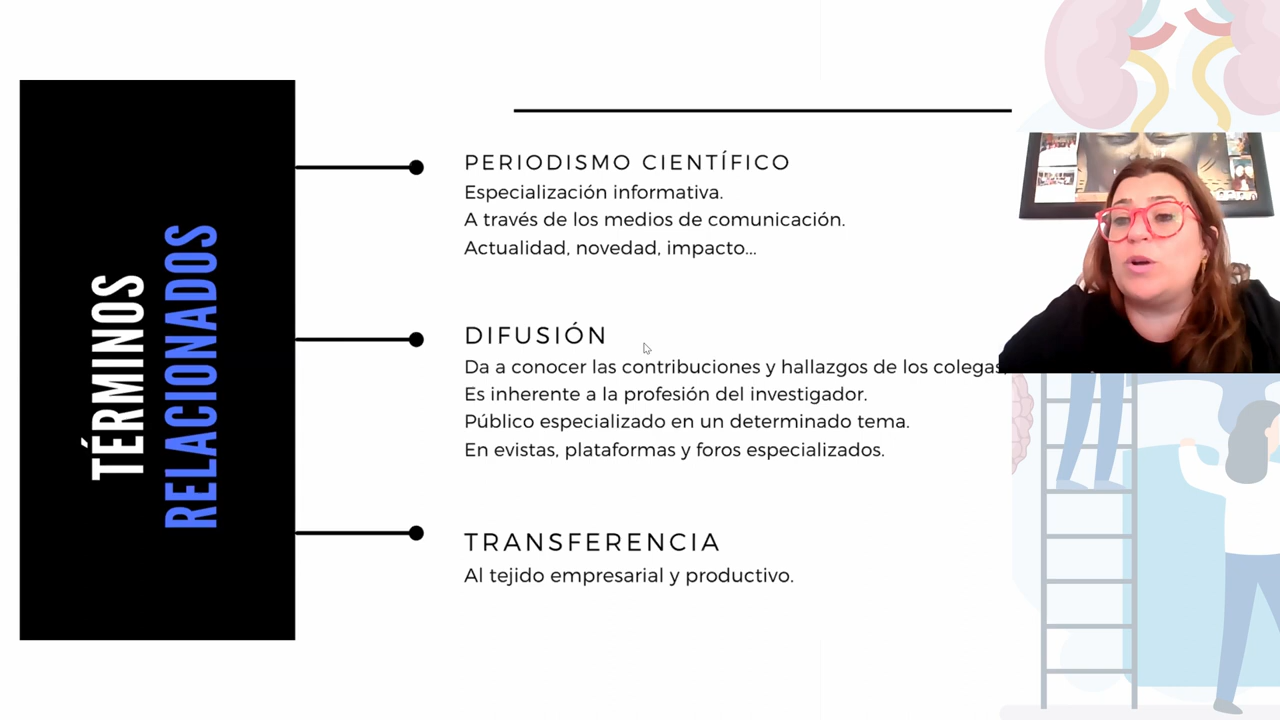 TÉRMINOS
RELACIONADOS
PERIODISMO CIENTÍFICO
Especialización informativa.
A través de los medios de comunicación.
Actualidad, novedad, impacto...
DIFUSIÓN
Da a conocer las contribuciones y hallazgos de los colegas.
Es inherente a la profesión del investigador.
Público especializado en un determinado tema.
En evistas, plataformas y foros especializados.
TRANSFERENCIA
Al tejido empresarial y productivo.